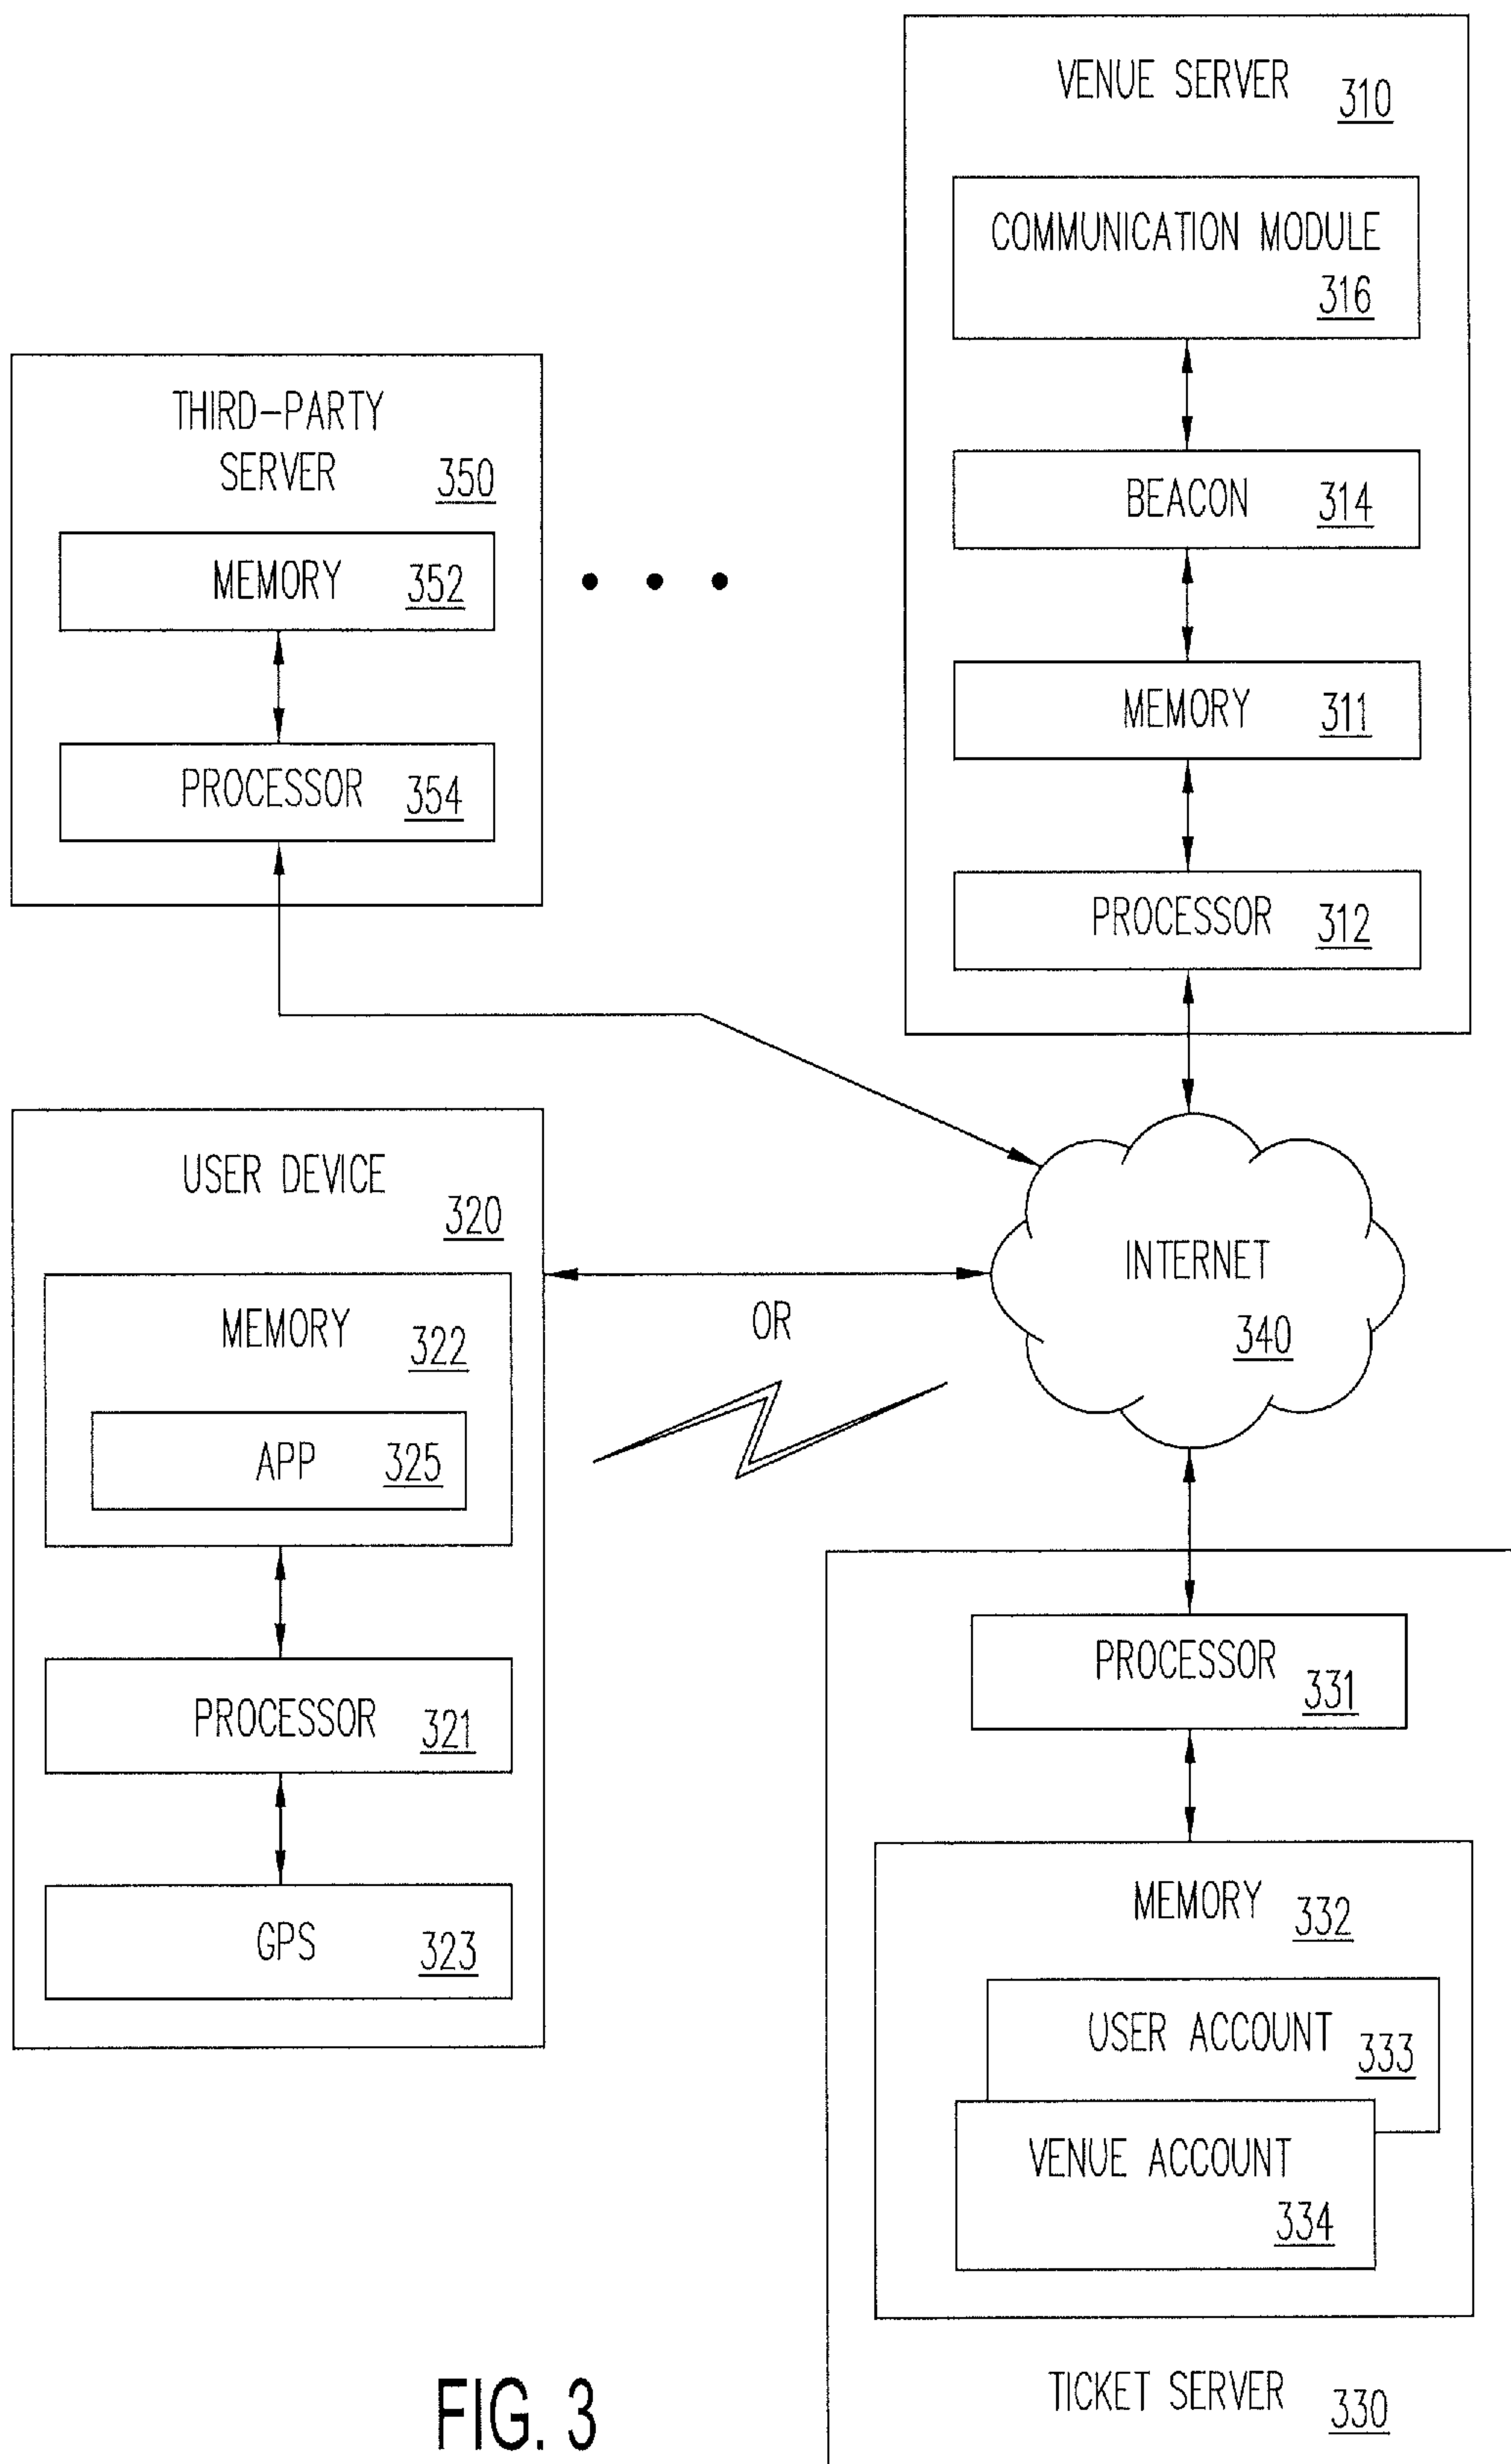 VENUE SERVER 310
COMMUNICATION MODULE
316
BEACON 314
MEMORY 311
PROCESSOR 312
THIRD-PARTY
SERVER 350
MEMORY 352
PROCESSOR 354
USER DEVICE
320
MEMORY 322
APP 325
PROCESSOR 321
GPS 323
OR
INTERNET
340
PROCESSOR 331
MEMORY 332
USER ACCOUNT 333
VENUE ACCOUNT
334
TICKET SERVER 330
FIG. 3